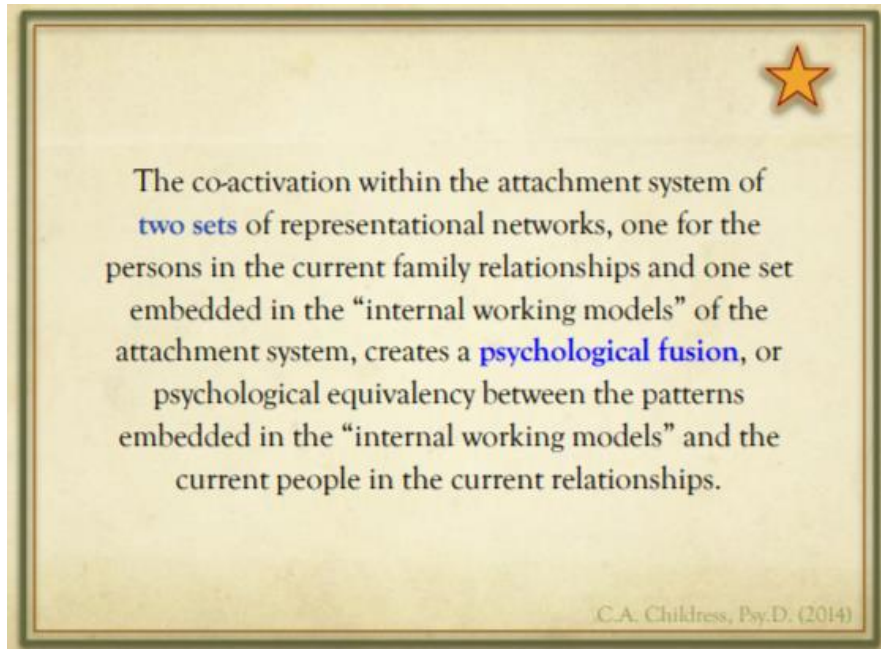 The co-activation within the attachment system of
two sets of representational networks, one for the
persons in the current family relationships and one set
embedded in the “internal working models” of the
attachment system, creates a psychological fusion, or
psychological equivalency between the patterns
embedded in the “internal working models” and the
current people in the current relationships.
C.A. Childress, Psy.D. (2014)